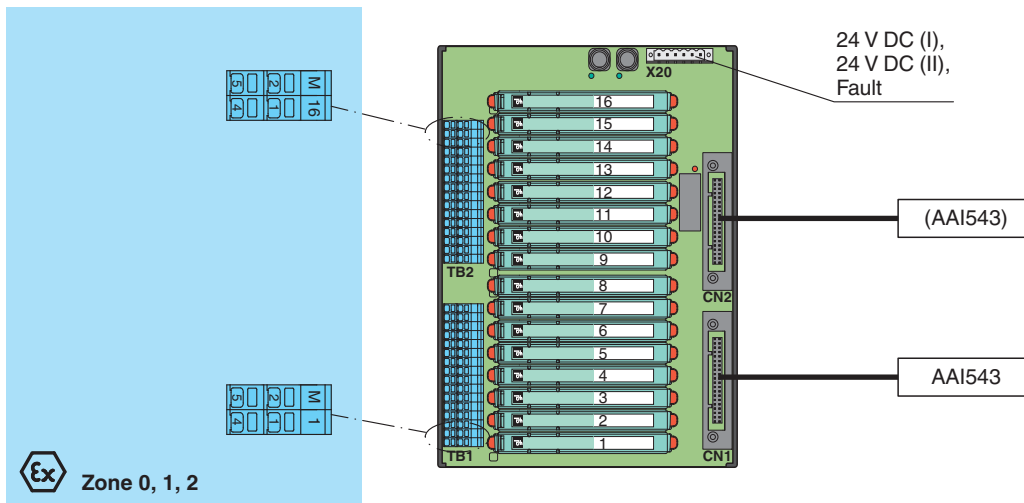 24 V DC (I),
24 V DC (II),
Fault
X20
5 2 M
4 1 16
16
15
14
13
12
11
10
9
8
7
6
5
4
3
2
1
TB2
TB1
(AAI543)
CN2
AAI543
CN1
5 2 M
4 1 1
Ex
Zone 0, 1, 2